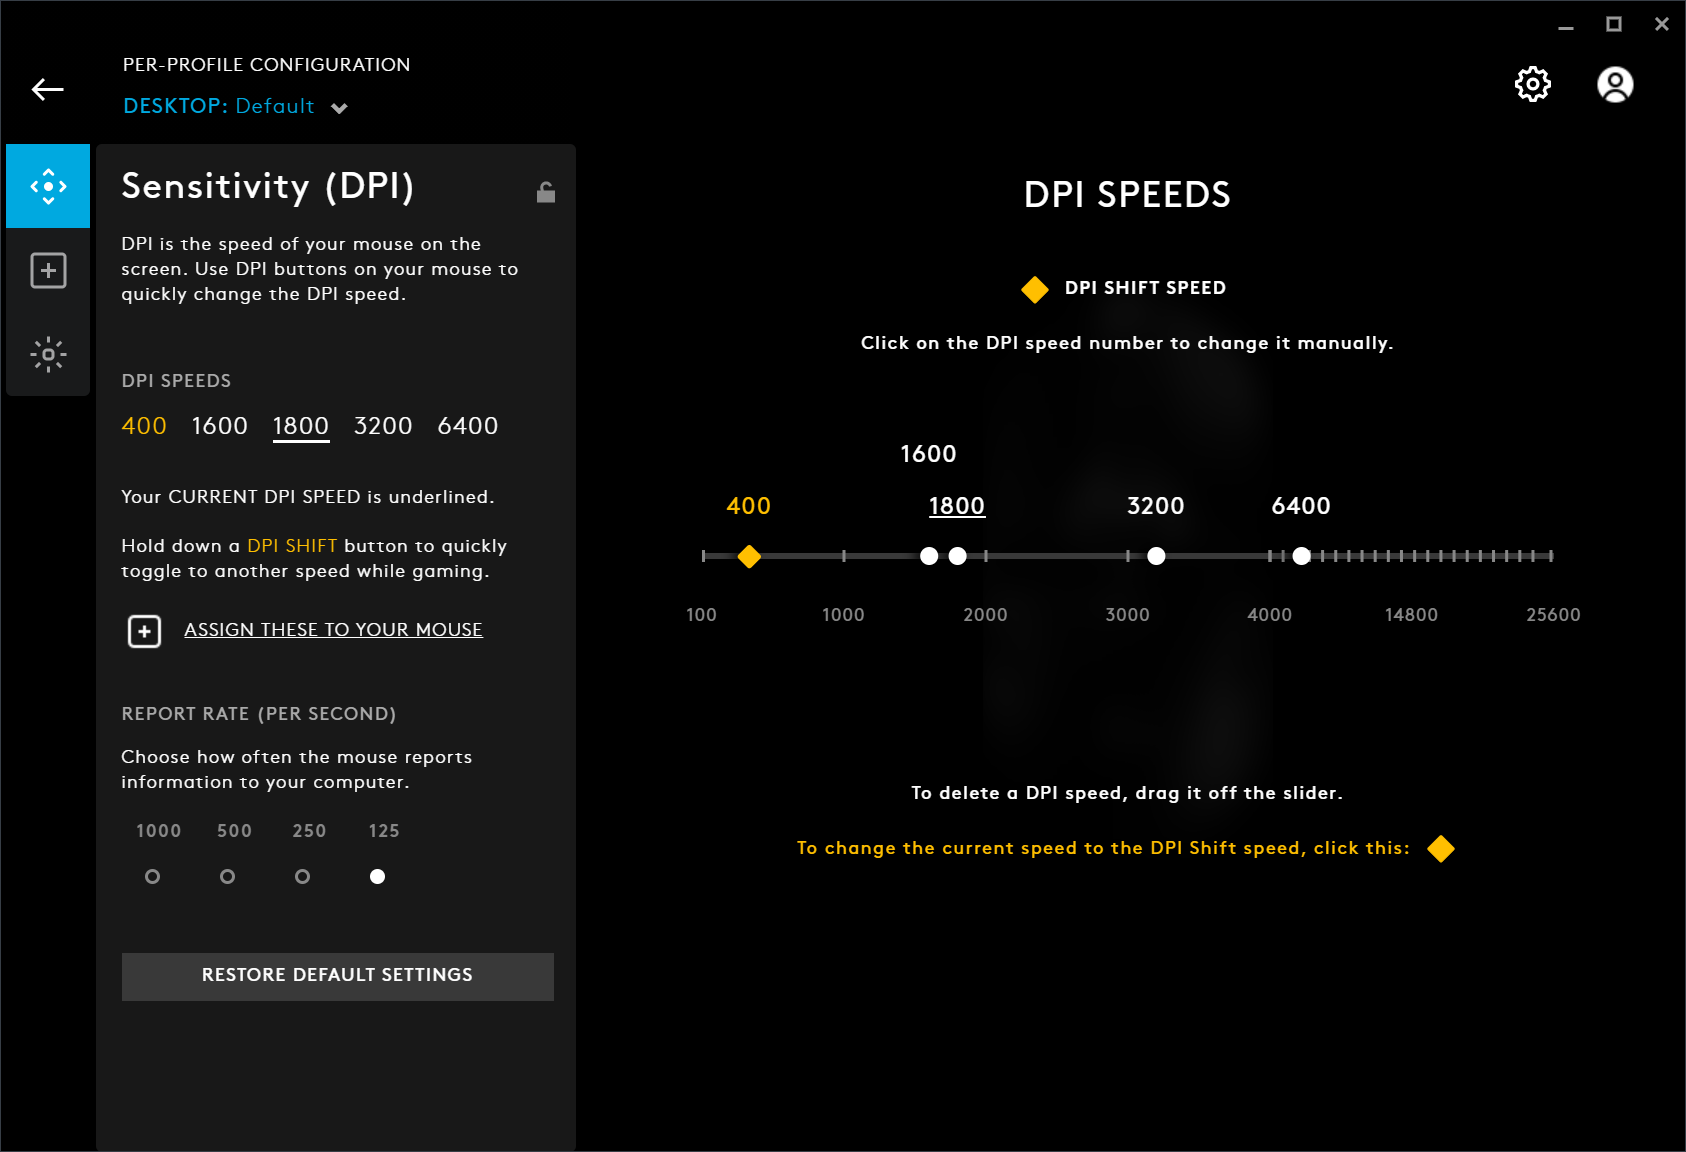 PER-PROFILE CONFIGURATION
DESKTOP: Default
Sensitivity (DPI)
DPI is the speed of your mouse on the
screen. Use DPI buttons on your mouse to
quickly change the DPI speed.
DPI SPEEDS
400 1600 1800 3200 6400
Your CURRENT DPI SPEED is underlined.
Hold down a DPI SHIFT button to quickly
toggle to another speed while gaming.
ASSIGN THESE TO YOUR MOUSE
REPORT RATE (PER SECOND)
Choose how often the mouse reports
information to your computer.
1000 500 250 125
RESTORE DEFAULT SETTINGS
DPI SPEEDS
DPI SHIFT SPEED
Click on the DPI speed number to change it manually.
1600
400 1800 3200 6400
100 1000 2000 3000 4000 14800 25600
To delete a DPI speed, drag it off the slider.
To change the current speed to the DPI Shift speed, click this: